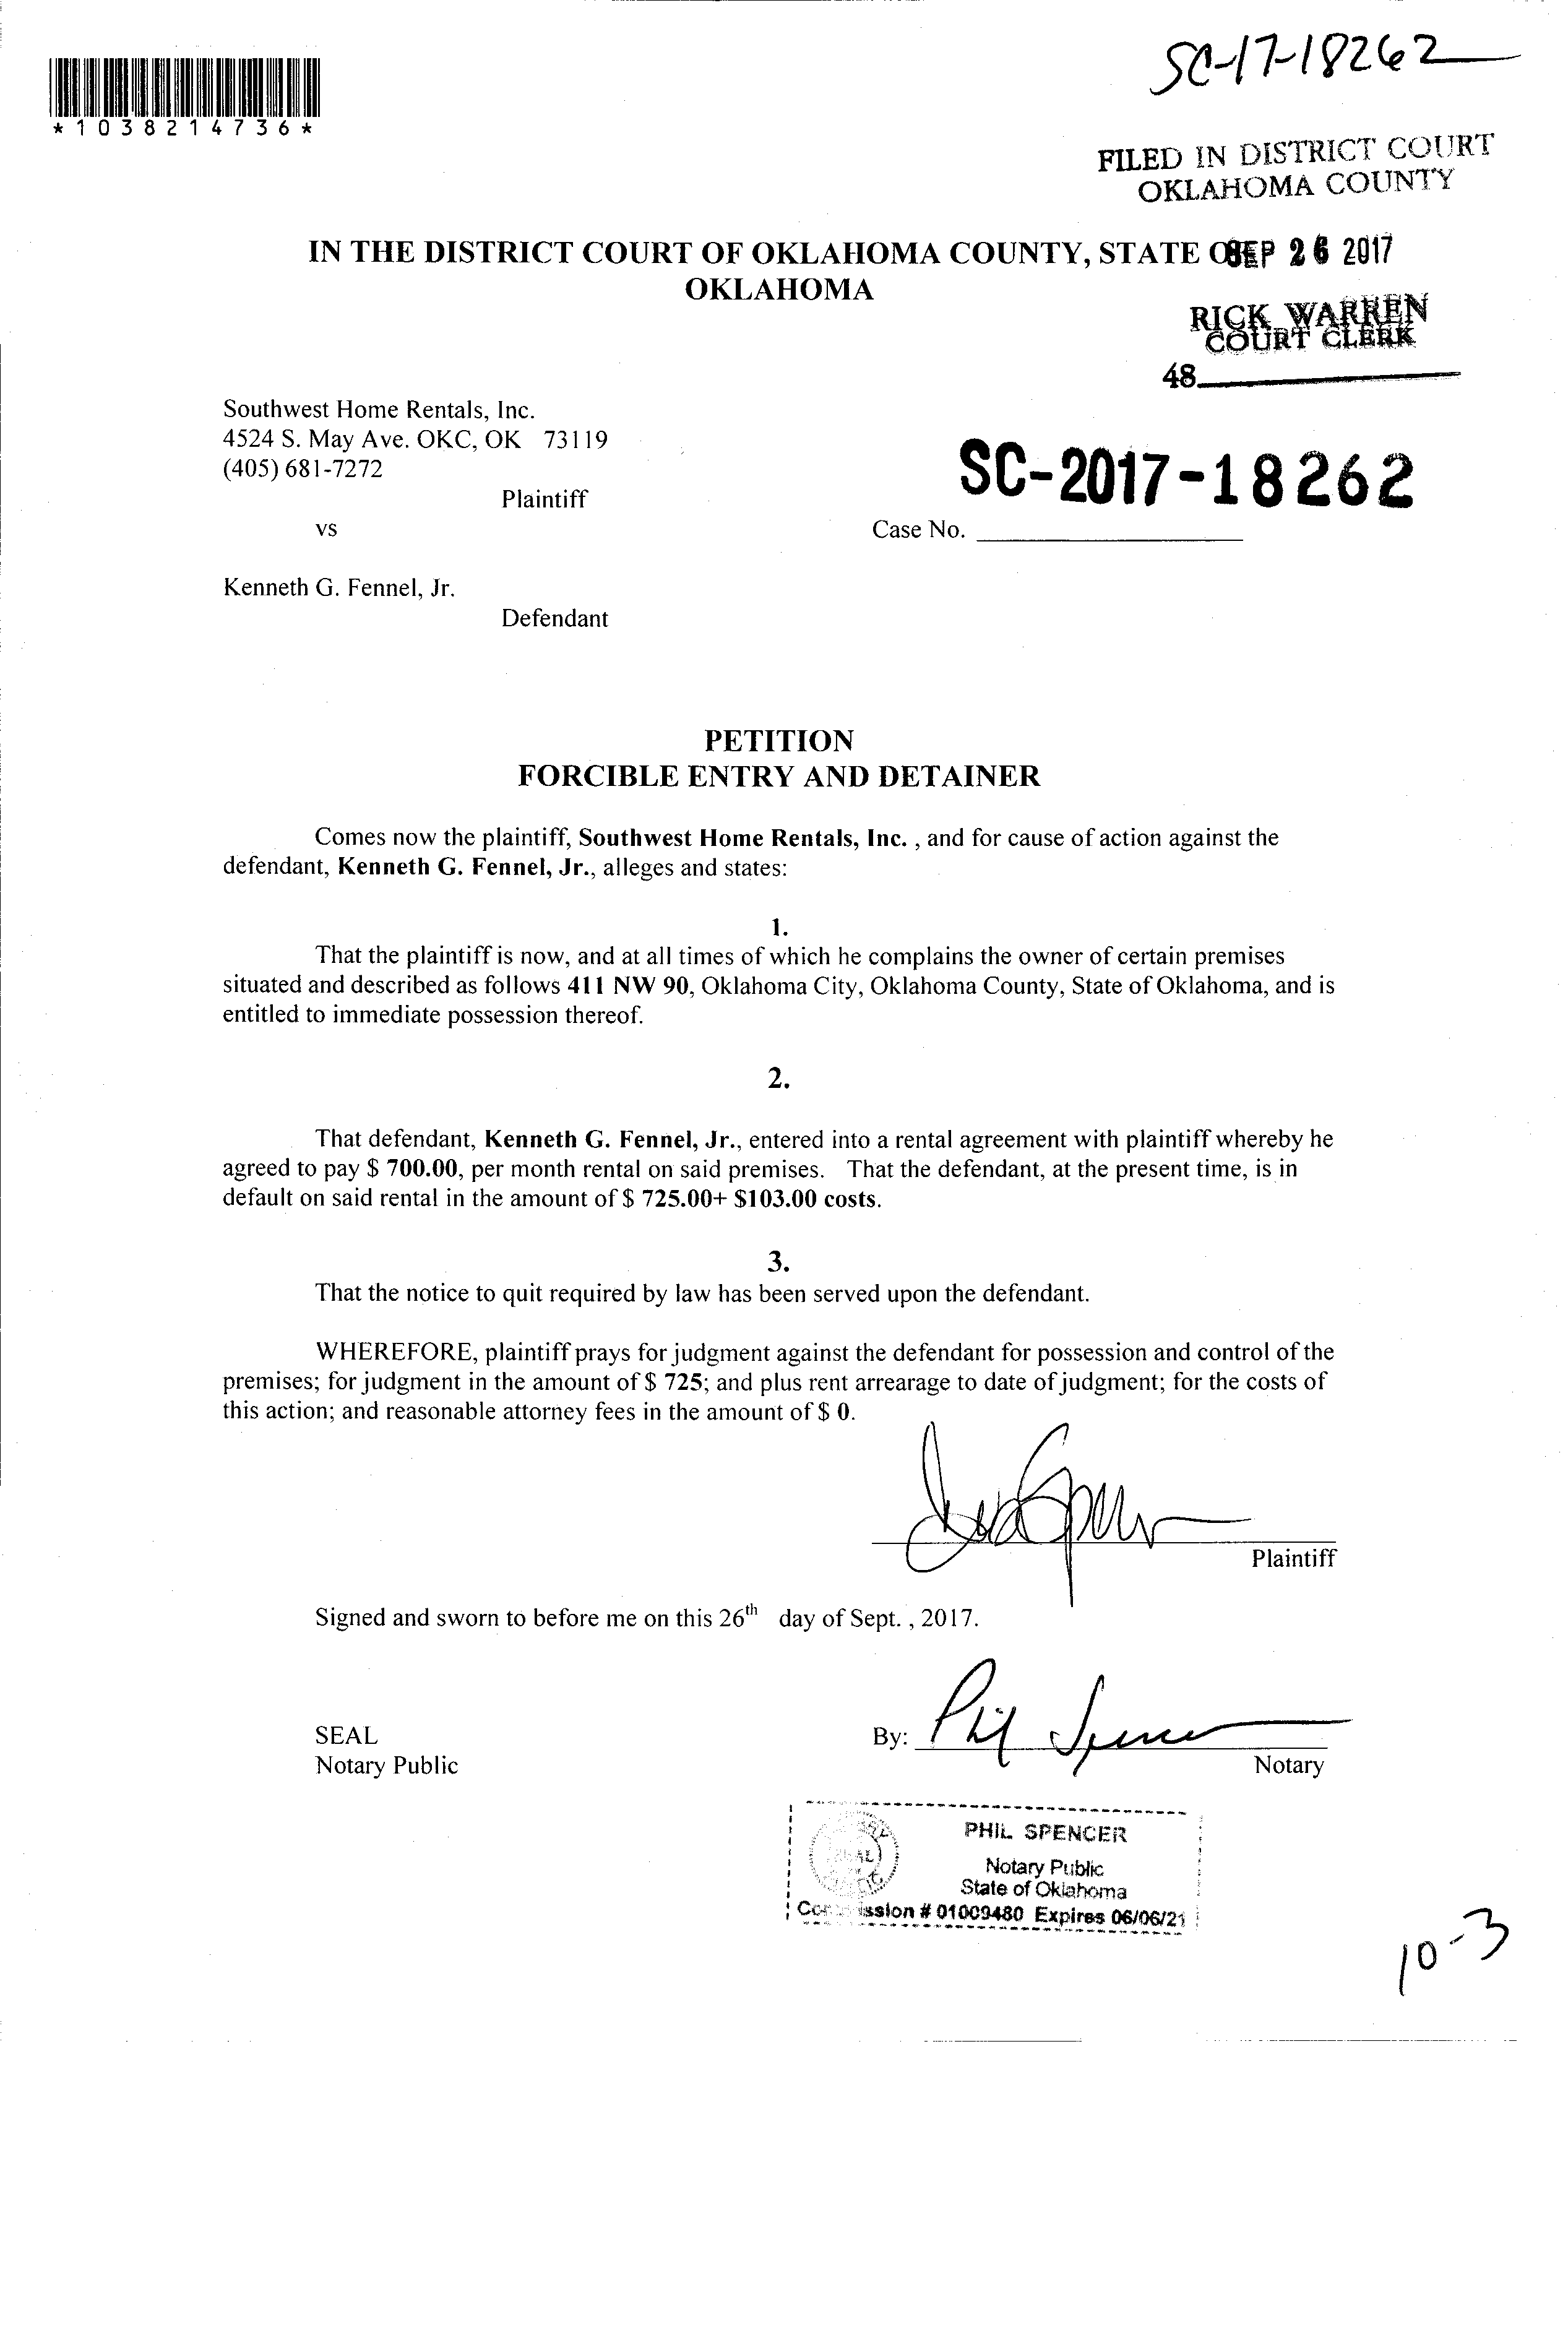 SC-17-18262
*1038214736*
FILED IN DISTRICT COURT
OKLAHOMA COUNTY
IN THE DISTRICT COURT OF OKLAHOMA COUNTY, STATE OF
SEP 26 2017
OKLAHOMA
RICK WARREN
COURT CLERK
48
Southwest Home Rentals, Inc.
4524 S. May Ave. OKC, OK 73119
(405) 681-7272
SC-2017-18262
Plaintiff
vs
Case No.
Kenneth G. Fennel, Jr.
Defendant
PETITION
FORCIBLE ENTRY AND DETAINER
Comes now the plaintiff, Southwest Home Rentals, Inc. , and for cause of action against the
defendant, Kenneth G. Fennel, Jr., alleges and states:
1.
That the plaintiff is now, and at all times of which he complains the owner of certain premises
situated and described as follows 411 NW 90, Oklahoma City, Oklahoma County, State of Oklahoma, and is
entitled to immediate possession thereof.
2.
That defendant, Kenneth G. Fennel, Jr., entered into a rental agreement with plaintiff whereby he
agreed to pay $ 700.00, per month rental on said premises. That the defendant, at the present time, is in
default on said rental in the amount of $ 725.00+ $103.00 costs.
3.
That the notice to quit required by law has been served upon the defendant.
WHEREFORE, plaintiff prays for judgment against the defendant for possession and control of the
premises; for judgment in the amount of $ 725; and plus rent arrearage to date of judgment; for the costs of
this action; and reasonable attorney fees in the amount of $ 0.
Plaintiff
Signed and sworn to before me on this 26th day of Sept. , 2017.
SEAL
By: Phil Spencer
Notary Public
Notary
PHIL SPENCER
Notary Public
State of Oklahoma
Commission # 01009480 Expires 06/06/21
10-3